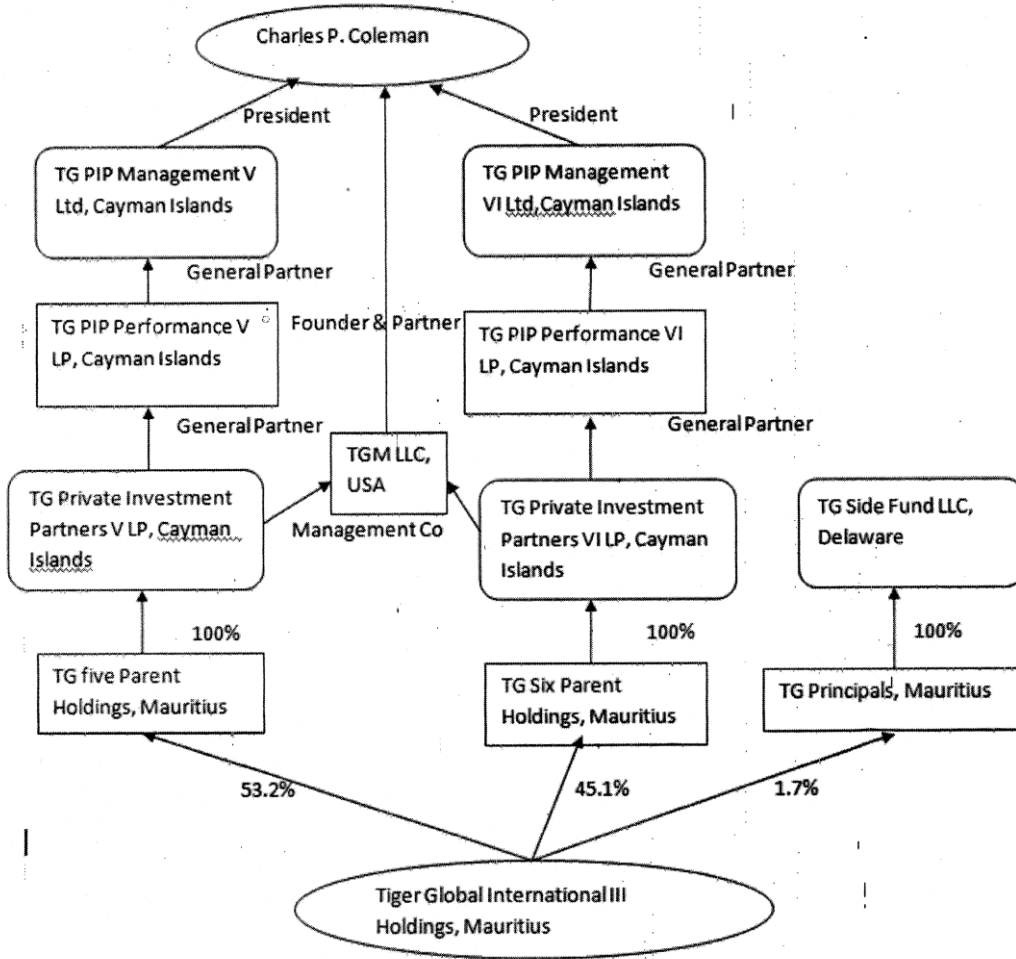 Charles P. Coleman
President
President
TG PIP Management V
Ltd, Cayman Islands
TG PIP Management
VI Ltd,Cayman Islands
General Partner
General Partner
TG PIP Performance V
LP, Cayman Islands
Founder & Partner
TG PIP Performance VI
LP, Cayman Islands
General Partner
General Partner
TGM LLC,
USA
TG Private Investment
Partners V LP, Cayman
Islands
Management Co
TG Private Investment
Partners VI LP, Cayman
Islands
TG Side Fund LLC,
Delaware
100%
100%
100%
TG five Parent
Holdings, Mauritius
TG Six Parent
Holdings, Mauritius
TG Principals, Mauritius
53.2%
45.1%
1.7%
Tiger Global International III
Holdings, Mauritius